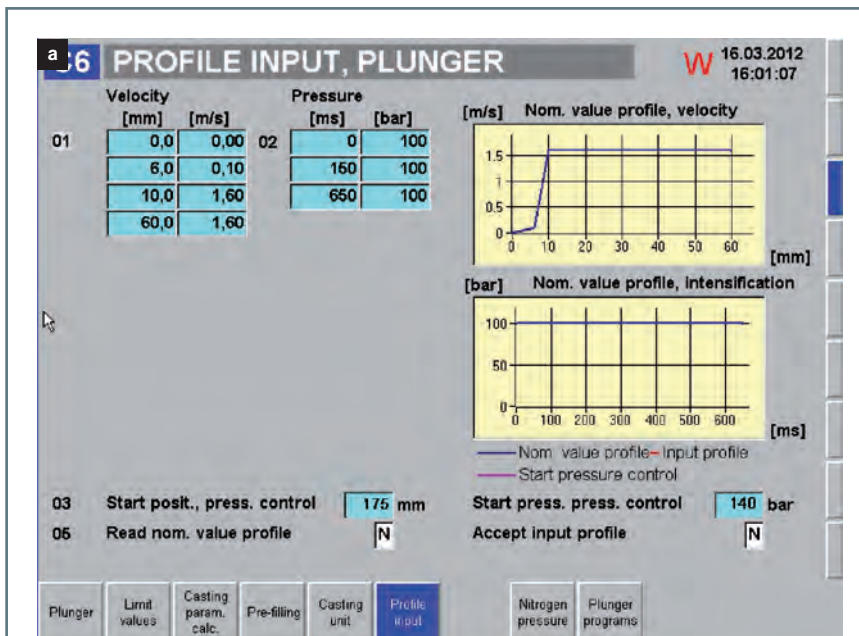 a
C6 PROFILE INPUT, PLUNGER W 16.03.2012
16:01:07
Velocity Pressure
[mm] [m/s] [ms] [bar]
01 0,0 0,00 02 0 100
6,0 0,10 150 100
10,0 1,60 650 100
60,0 1,60
[m/s] Nom. value profile, velocity
1.5
1
0.5
0
0 10 20 30 40 50 60
[mm]
[bar] Nom. value profile, intensification
100
50
0
0 100 200 300 400 500 600
[ms]
Nom. value profile Input profile
Start pressure control
03 Start posit., press. control 175 mm Start press. press. control 140 bar
05 Read nom. value profile N Accept input profile N
Plunger
Limit values
Casting param. calc.
Pre-filling
Casting unit
Profile input
Nitrogen pressure
Plunger programs